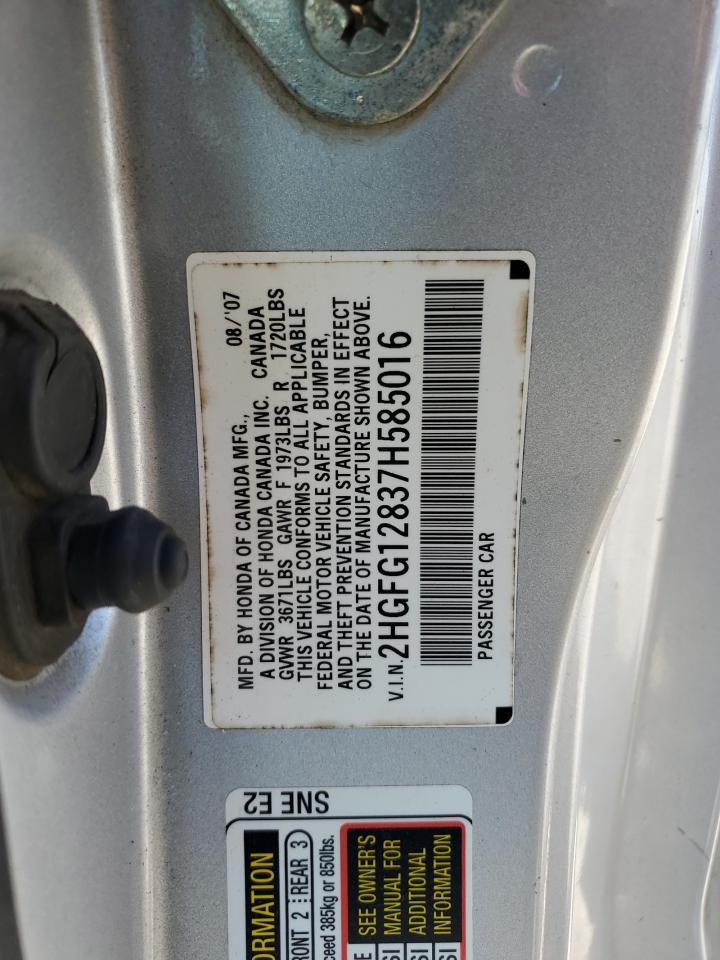 MFD. BY HONDA OF CANADA MFG., 08/'07
A DIVISION OF HONDA CANADA INC. CANADA
GVWR 3671LBS GAWR F 1973LBS R 1720LBS
THIS VEHICLE CONFORMS TO ALL APPLICABLE
FEDERAL MOTOR VEHICLE SAFETY, BUMPER,
AND THEFT PREVENTION STANDARDS IN EFFECT
ON THE DATE OF MANUFACTURE SHOWN ABOVE.
V.I.N. 2HGFG12837H585016
PASSENGER CAR
SNE E2
FRONT 2 REAR 3
385kg or 850lbs.
SEE OWNER'S
MANUAL FOR
ADDITIONAL
INFORMATION